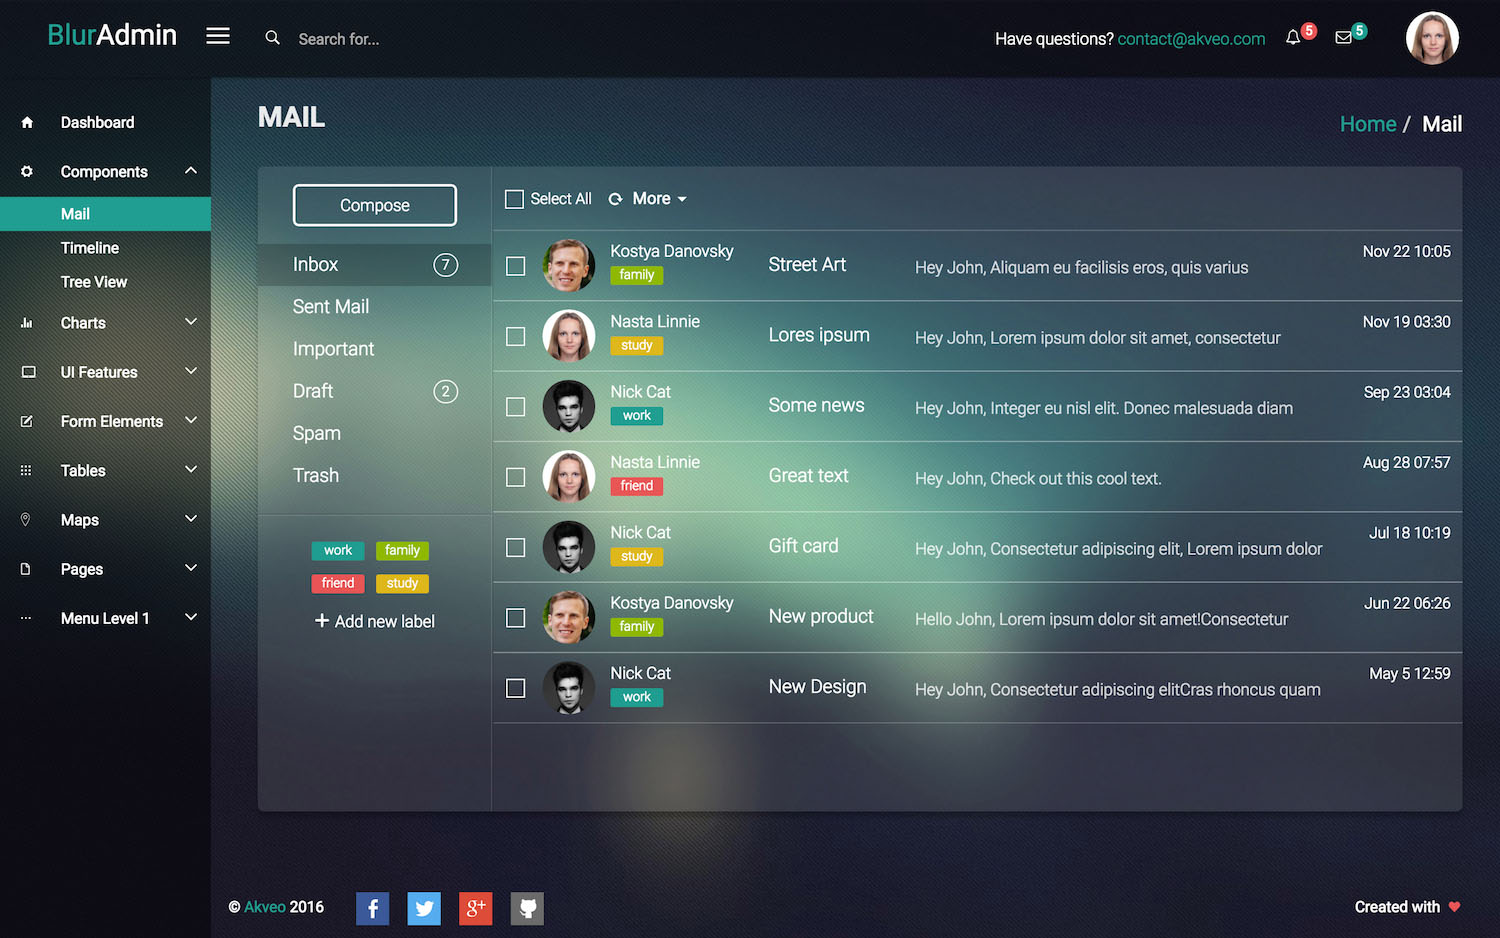 BlurAdmin
Search for...
Have questions? contact@akveo.com
5
5
Dashboard
Components
Mail
Timeline
Tree View
Charts
UI Features
Form Elements
Tables
Maps
Pages
Menu Level 1
MAIL
Home / Mail
Compose
Inbox 7
Sent Mail
Important
Draft 2
Spam
Trash
work family
friend study
+ Add new label
Select All More
Kostya Danovsky
family
Street Art
Hey John, Aliquam eu facilisis eros, quis varius
Nov 22 10:05
Nasta Linnie
study
Lores ipsum
Hey John, Lorem ipsum dolor sit amet, consectetur
Nov 19 03:30
Nick Cat
work
Some news
Hey John, Integer eu nisl elit. Donec malesuada diam
Sep 23 03:04
Nasta Linnie
friend
Great text
Hey John, Check out this cool text.
Aug 28 07:57
Nick Cat
study
Gift card
Hey John, Consectetur adipiscing elit, Lorem ipsum dolor
Jul 18 10:19
Kostya Danovsky
family
New product
Hello John, Lorem ipsum dolor sit amet!Consectetur
Jun 22 06:26
Nick Cat
work
New Design
Hey John, Consectetur adipiscing elitCras rhoncus quam
May 5 12:59
© Akveo 2016
f
g+
Created with